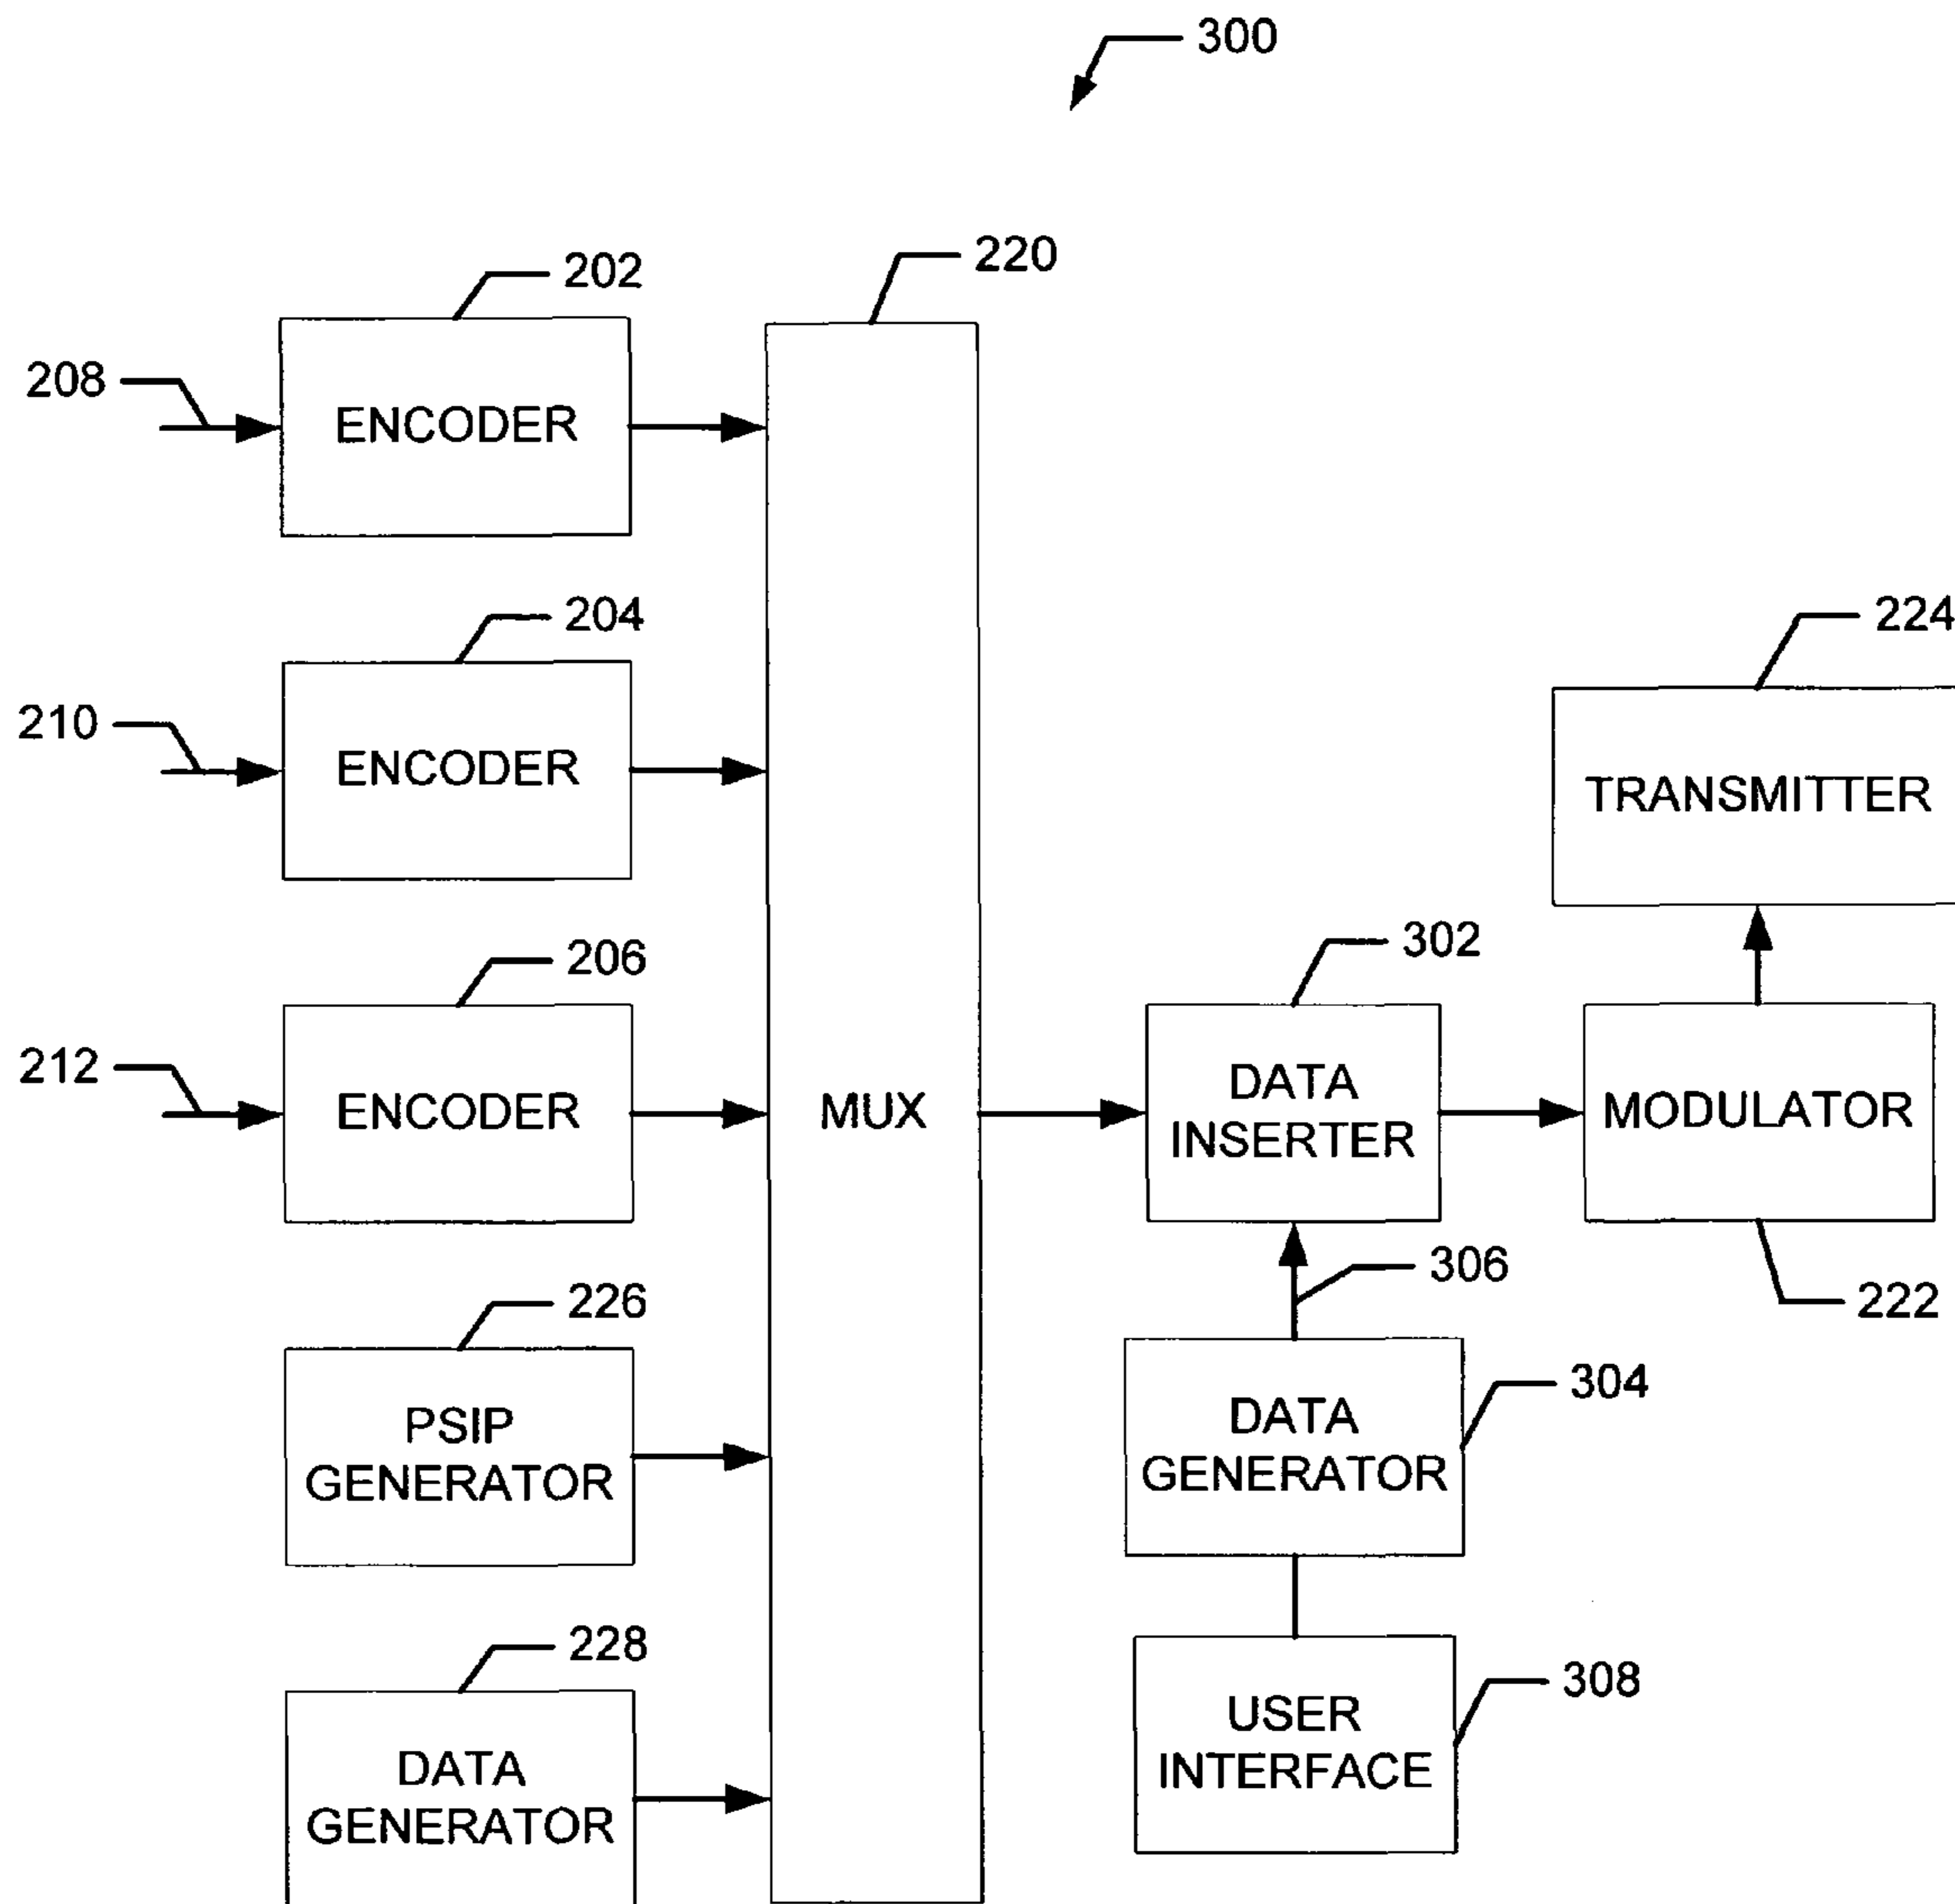 300
202
220
208
ENCODER
204
224
210
ENCODER
TRANSMITTER
206
302
212
ENCODER
MUX
DATA
INSERTER
MODULATOR
306
222
226
PSIP
GENERATOR
304
DATA
GENERATOR
228
308
DATA
GENERATOR
USER
INTERFACE